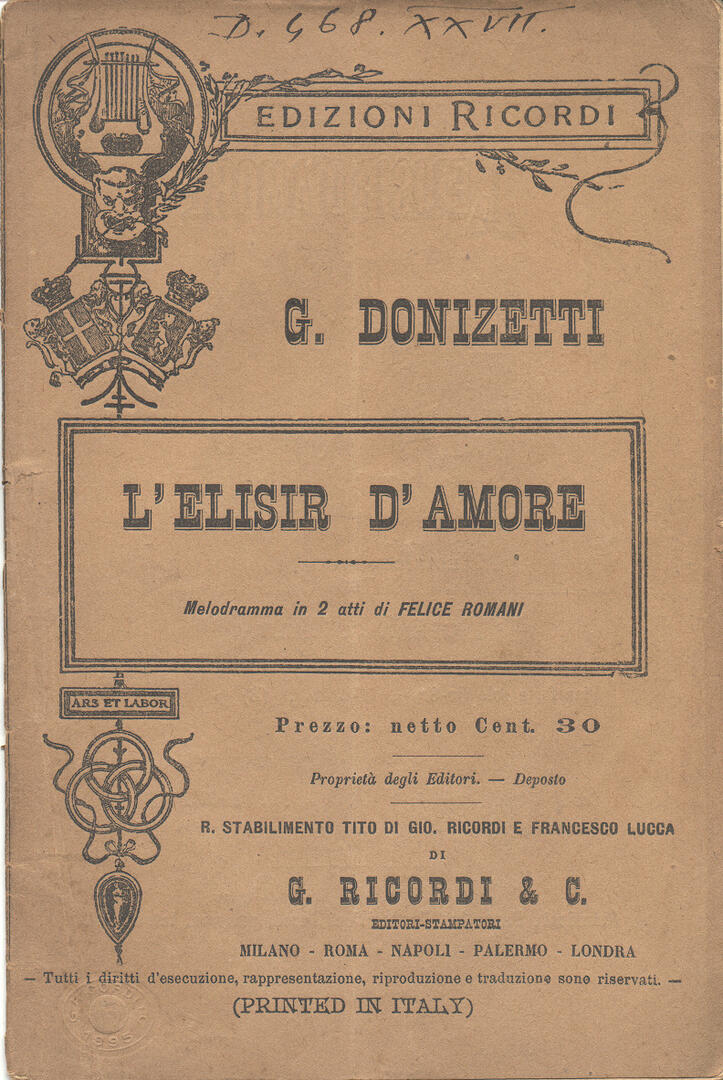 D. 468. XXVII.
EDIZIONI RICORDI
G. DONIZETTI
L'ELISIR D'AMORE
Melodramma in 2 atti di FELICE ROMANI
ARS ET LABOR
Prezzo: netto Cent. 30
Proprietà degli Editori. — Deposto
R. STABILIMENTO TITO DI GIO. RICORDI E FRANCESCO LUCCA
DI
G. RICORDI & C.
EDITORI-STAMPATORI
MILANO - ROMA - NAPOLI - PALERMO - LONDRA
— Tutti i diritti d'esecuzione, rappresentazione, riproduzione e traduzione sono riservati. —
(PRINTED IN ITALY)